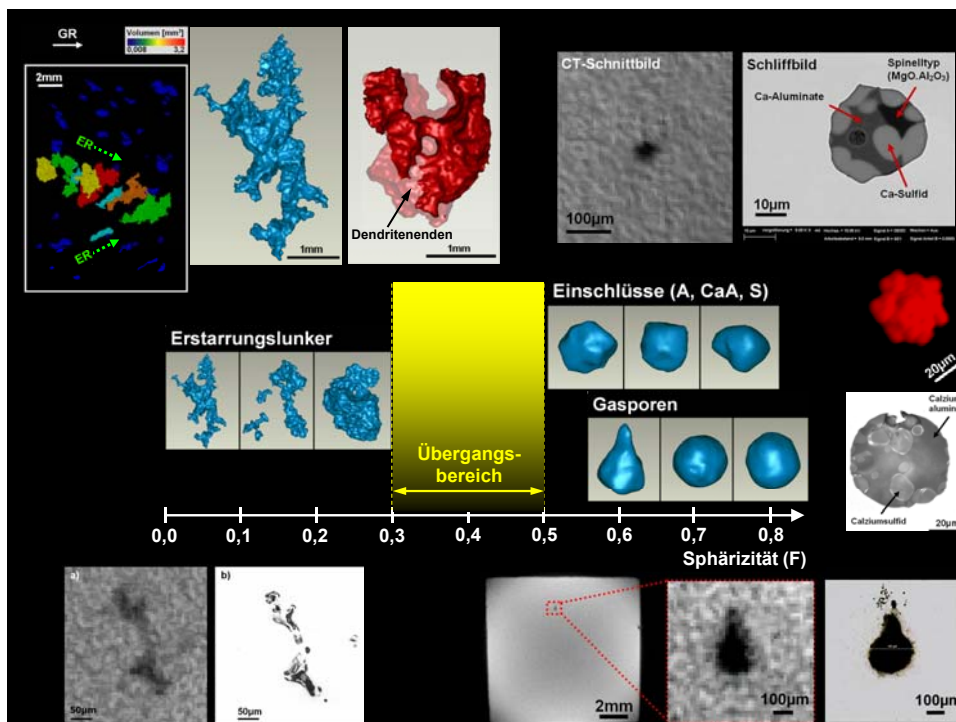 GR
Volumen [mm³]
0,008
3,2
2mm
ER
ER
1mm
Dendritenenden
1mm
CT-Schnittbild
100µm
Schliffbild
Spinelltyp
(MgO.Al2O3)
Ca-Aluminate
Ca-Sulfid
10µm
Erstarrungslunker
Einschlüsse (A, CaA, S)
20µm
Gasporen
Calzium
alumin
Calziumsulfid
20µm
Übergangs-
bereich
0,0
0,1
0,2
0,3
0,4
0,5
0,6
0,7
0,8
Sphärizität (F)
a)
b)
50µm
50µm
2mm
100µm
100µm